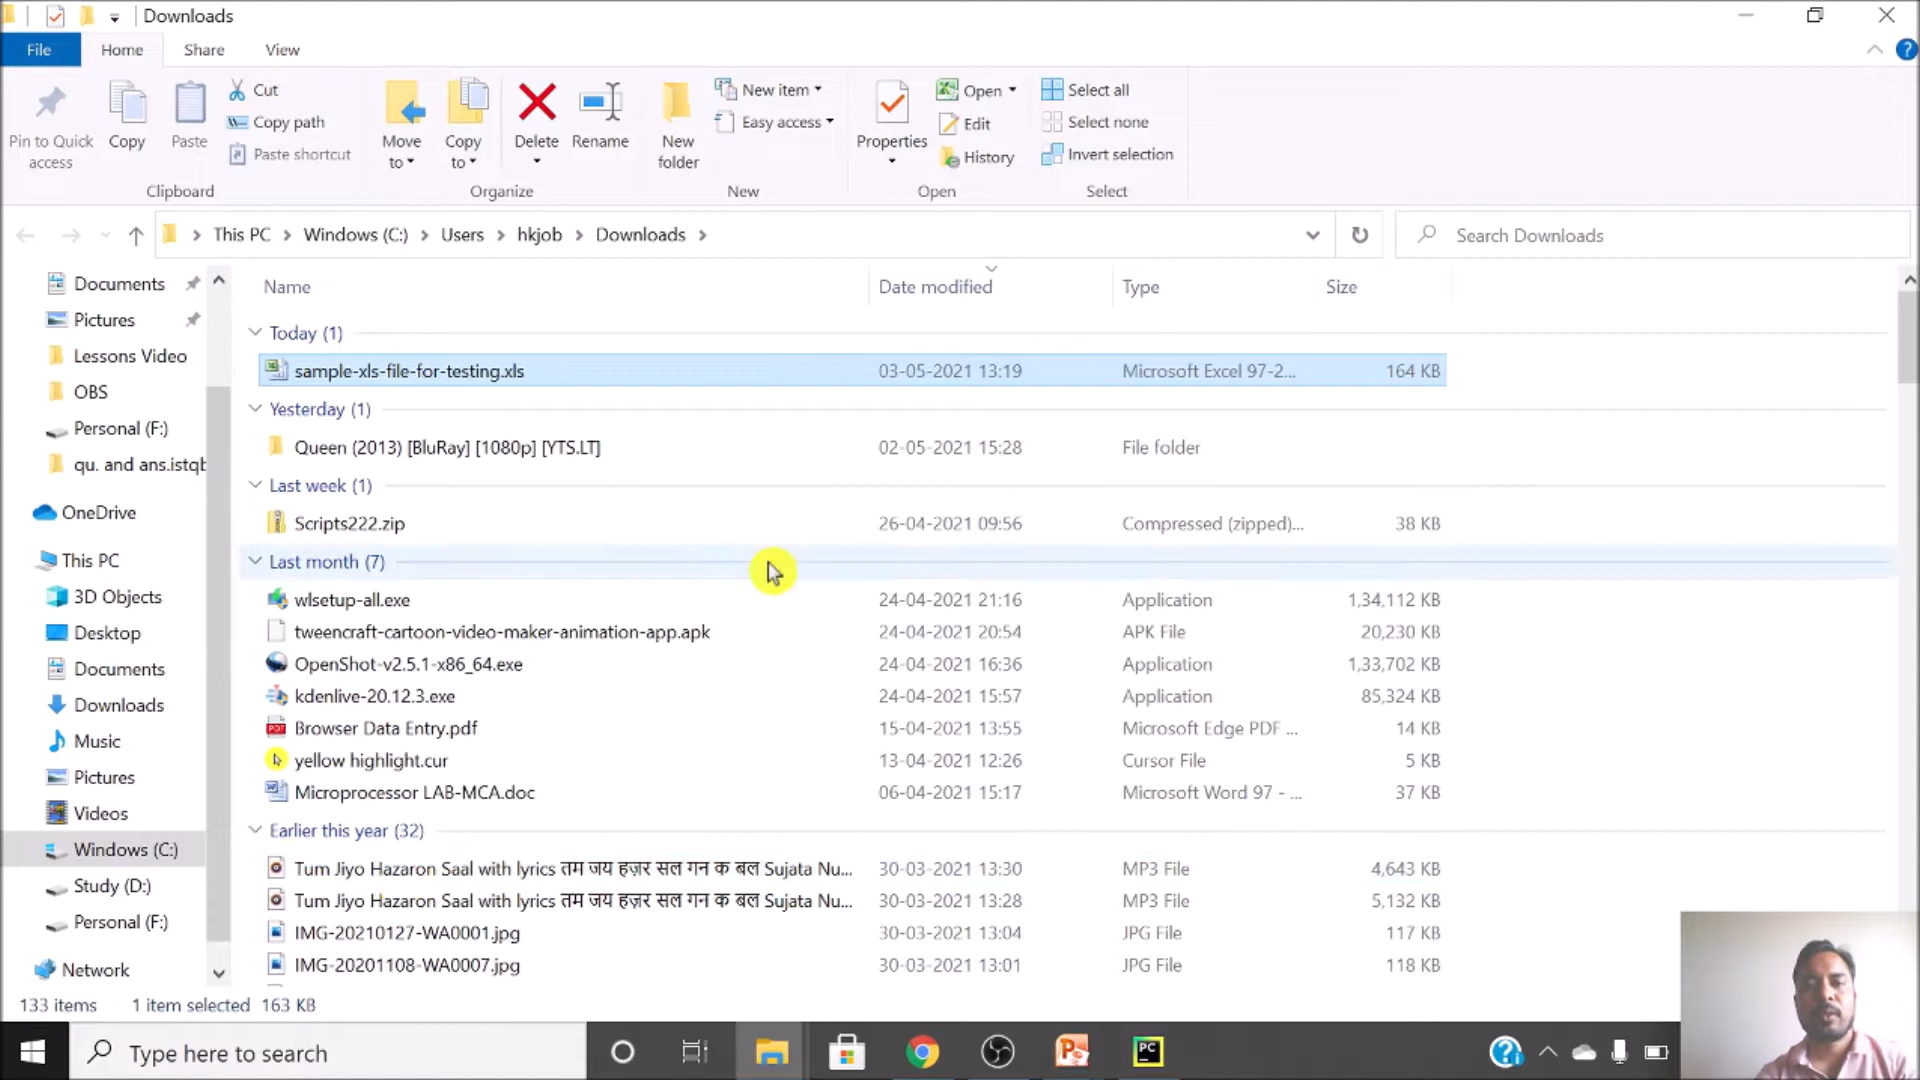 Downloads
File Home Share View
Pin to Quick access
Copy
Paste
Cut
Copy path
Paste shortcut
Clipboard
Move to
Copy to
Delete
Rename
Organize
New folder
New item
Easy access
New
Properties
Open
Edit
History
Open
Select all
Select none
Invert selection
Select
This PC > Windows (C:) > Users > hkjob > Downloads >
Search Downloads
Documents
Pictures
Lessons Video
OBS
Personal (F:)
qu. and ans.istqb
OneDrive
This PC
3D Objects
Desktop
Documents
Downloads
Music
Pictures
Videos
Windows (C:)
Study (D:)
Personal (F:)
Network
Name Date modified Type Size
Today (1)
sample-xls-file-for-testing.xls 03-05-2021 13:19 Microsoft Excel 97-2... 164 KB
Yesterday (1)
Queen (2013) [BluRay] [1080p] [YTS.LT] 02-05-2021 15:28 File folder
Last week (1)
Scripts222.zip 26-04-2021 09:56 Compressed (zipped)... 38 KB
Last month (7)
wlsetup-all.exe 24-04-2021 21:16 Application 1,34,112 KB
tweencraft-cartoon-video-maker-animation-app.apk 24-04-2021 20:54 APK File 20,230 KB
OpenShot-v2.5.1-x86_64.exe 24-04-2021 16:36 Application 1,33,702 KB
kdenlive-20.12.3.exe 24-04-2021 15:57 Application 85,324 KB
Browser Data Entry.pdf 15-04-2021 13:55 Microsoft Edge PDF ... 14 KB
yellow highlight.cur 13-04-2021 12:26 Cursor File 5 KB
Microprocessor LAB-MCA.doc 06-04-2021 15:17 Microsoft Word 97 - ... 37 KB
Earlier this year (32)
Tum Jiyo Hazaron Saal with lyrics तम जय हज़र सल गन क बल Sujata Nu... 30-03-2021 13:30 MP3 File 4,643 KB
Tum Jiyo Hazaron Saal with lyrics तम जय हज़र सल गन क बल Sujata Nu... 30-03-2021 13:28 MP3 File 5,132 KB
IMG-20210127-WA0001.jpg 30-03-2021 13:04 JPG File 117 KB
IMG-20201108-WA0007.jpg 30-03-2021 13:01 JPG File 118 KB
133 items 1 item selected 163 KB
Type here to search
PC